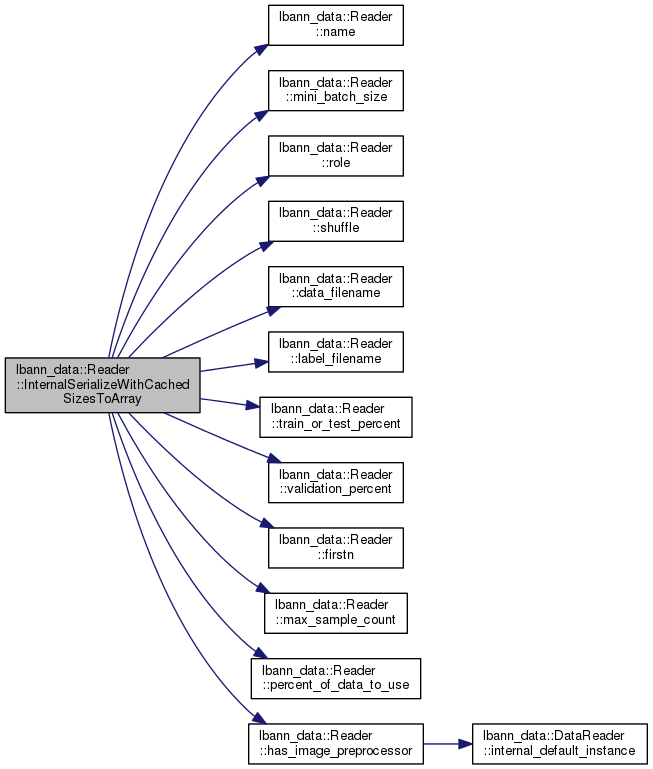 lbann_data::Reader
::name
lbann_data::Reader
::mini_batch_size
lbann_data::Reader
::role
lbann_data::Reader
::shuffle
lbann_data::Reader
::data_filename
lbann_data::Reader
::label_filename
lbann_data::Reader
::InternalSerializeWithCached
SizesToArray
lbann_data::Reader
::train_or_test_percent
lbann_data::Reader
::validation_percent
lbann_data::Reader
::firstn
lbann_data::Reader
::max_sample_count
lbann_data::Reader
::percent_of_data_to_use
lbann_data::Reader
::has_image_preprocessor
lbann_data::DataReader
::internal_default_instance